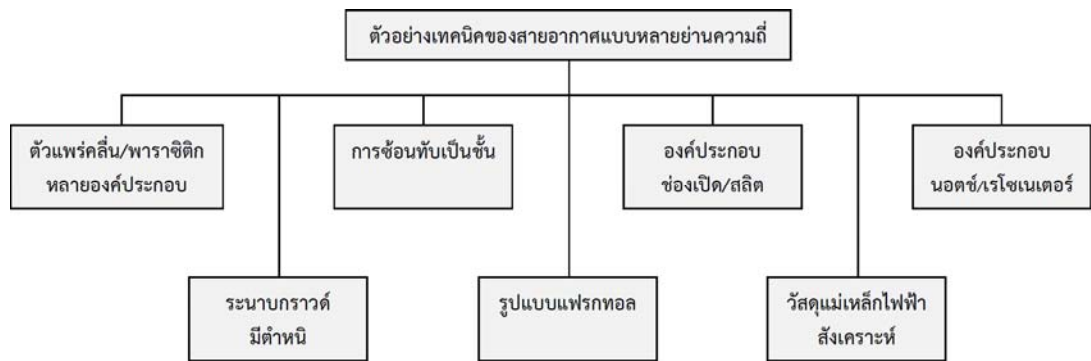 ตัวอย่างเทคนิคของสายอากาศแบบหลายย่านความถี่
ตัวแพร่คลื่น/พาราซิติก
หลายองค์ประกอบ
การซ้อนทับเป็นชั้น
องค์ประกอบ
ช่องเปิด/สลิต
องค์ประกอบ
นอตช์/เรโซเนเตอร์
ระนาบกราวด์
มีตำหนิ
รูปแบบแฟรกทอล
วัสดุแม่เหล็กไฟฟ้า
สังเคราะห์